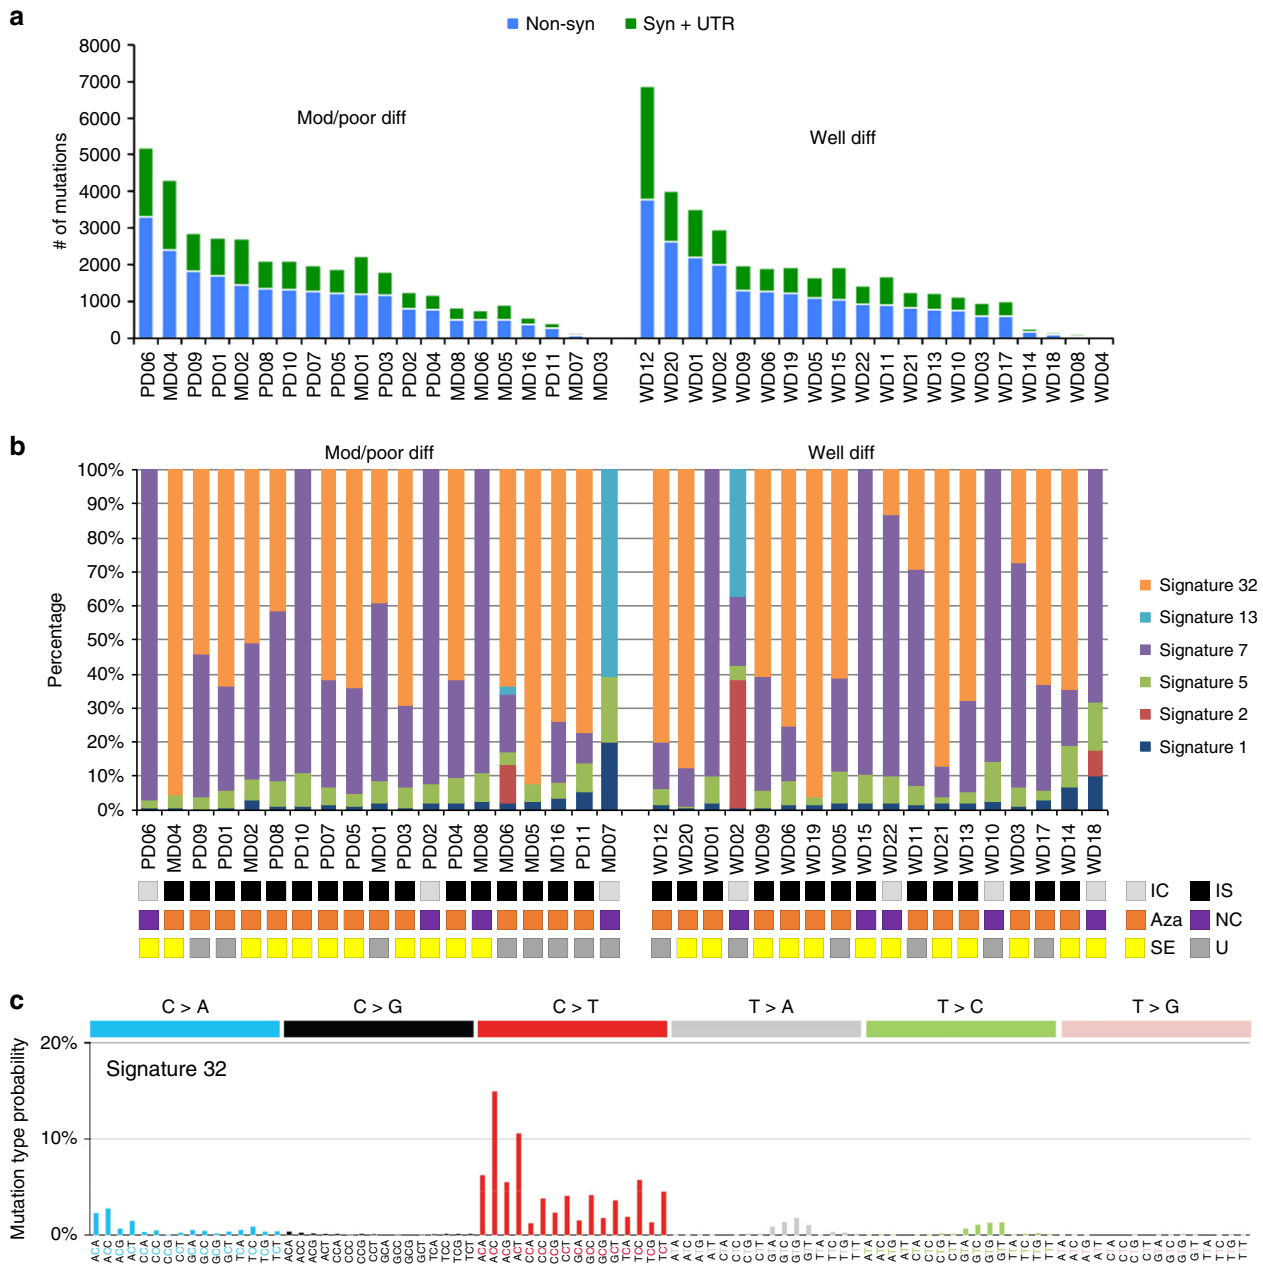 a
Non-syn Syn + UTR
8000
7000
6000
5000
4000
3000
2000
1000
0
# of mutations
Mod/poor diff
Well diff
PD06 MD04 PD09 PD01 MD02 PD08 PD10 PD07 PD05 MD01 PD03 PD02 PD04 MD08 MD06 MD05 MD16 PD11 MD07 MD03
WD12 WD20 WD01 WD02 WD09 WD06 WD19 WD05 WD15 WD22 WD11 WD21 WD13 WD10 WD03 WD17 WD14 WD18 WD08 WD04
b
Mod/poor diff Well diff
100%
90%
80%
70%
60%
50%
40%
30%
20%
10%
0%
Percentage
Signature 32
Signature 13
Signature 7
Signature 5
Signature 2
Signature 1
PD06 MD04 PD09 PD01 MD02 PD08 PD10 PD07 PD05 MD01 PD03 PD02 PD04 MD08 MD06 MD05 MD16 PD11 MD07
WD12 WD20 WD01 WD02 WD09 WD06 WD19 WD05 WD15 WD22 WD11 WD21 WD13 WD10 WD03 WD17 WD14 WD18
IC IS
Aza NC
SE U
c
C > A C > G C > T T > A T > C T > G
20%
10%
0%
Mutation type probability
Signature 32